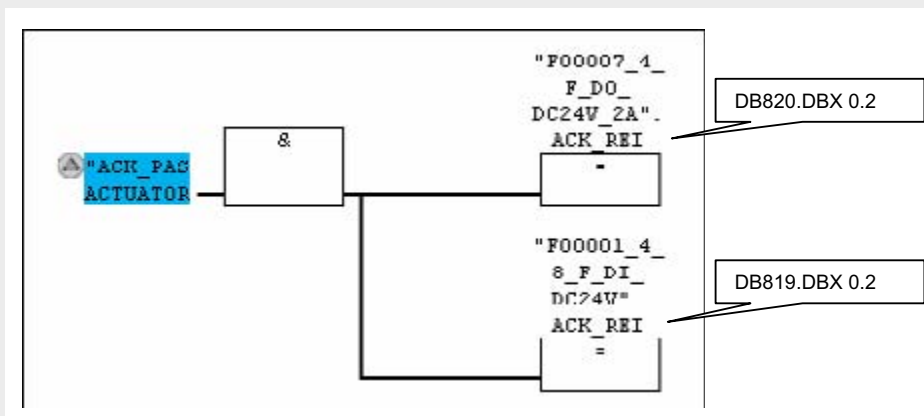 "F00007_4_
F_DO_
DC24V_2A".
ACK_REI
=
DB820.DBX 0.2
&
"ACK_PAS
ACTUATOR
"F00001_4_
8_F_DI_
DC24V"
ACK_REI
=
DB819.DBX 0.2